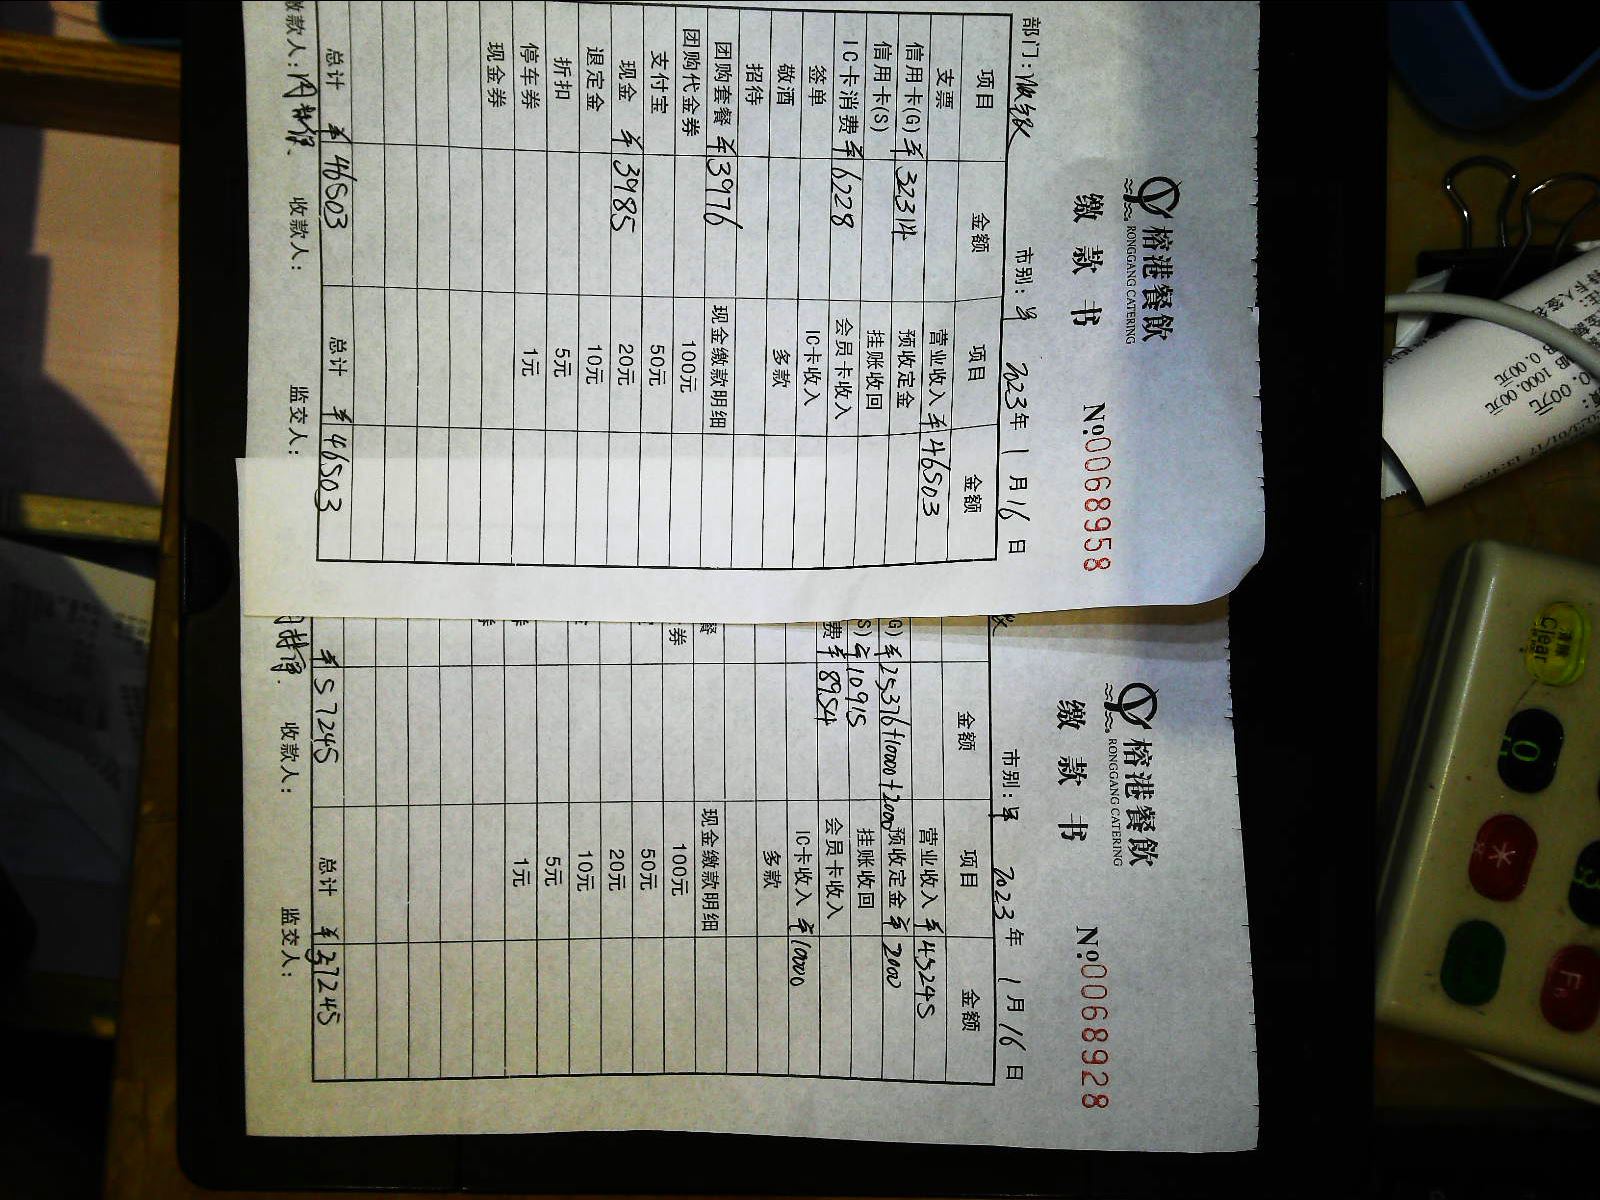 榕港餐飲
RONGGANG CATERING
缴款书
№0068958
部门:收银 市别: 2023年1月16日
项目 金额 项目 金额
支票 营业收入 ¥46503
信用卡(G) ¥32314 预收定金
信用卡(S) 挂账收回
IC卡消费 ¥6228 会员卡收入
签单 IC卡收入
敬酒 多款
招待
团购套餐 ¥3976 现金缴款明细
团购代金券 100元
支付宝 50元
现金 ¥3985 20元
退定金 10元
折扣 5元
停车券 1元
现金券
总计 ¥46503 总计 ¥46503
缴款人: 收款人: 监交人:
榕港餐飲
RONGGANG CATERING
缴款书
№0068928
市别: 2023年1月16日
金额 项目 金额
营业收入 ¥45245
G) ¥25376+10000+2000 预收定金 ¥2000
S) ¥10915 挂账收回
费 ¥8954 会员卡收入
IC卡收入 ¥10000
多款
餐 现金缴款明细
券 100元
50元
20元
10元
5元
1元
¥57245 总计 ¥57245
收款人: 监交人:
Clear
0
*